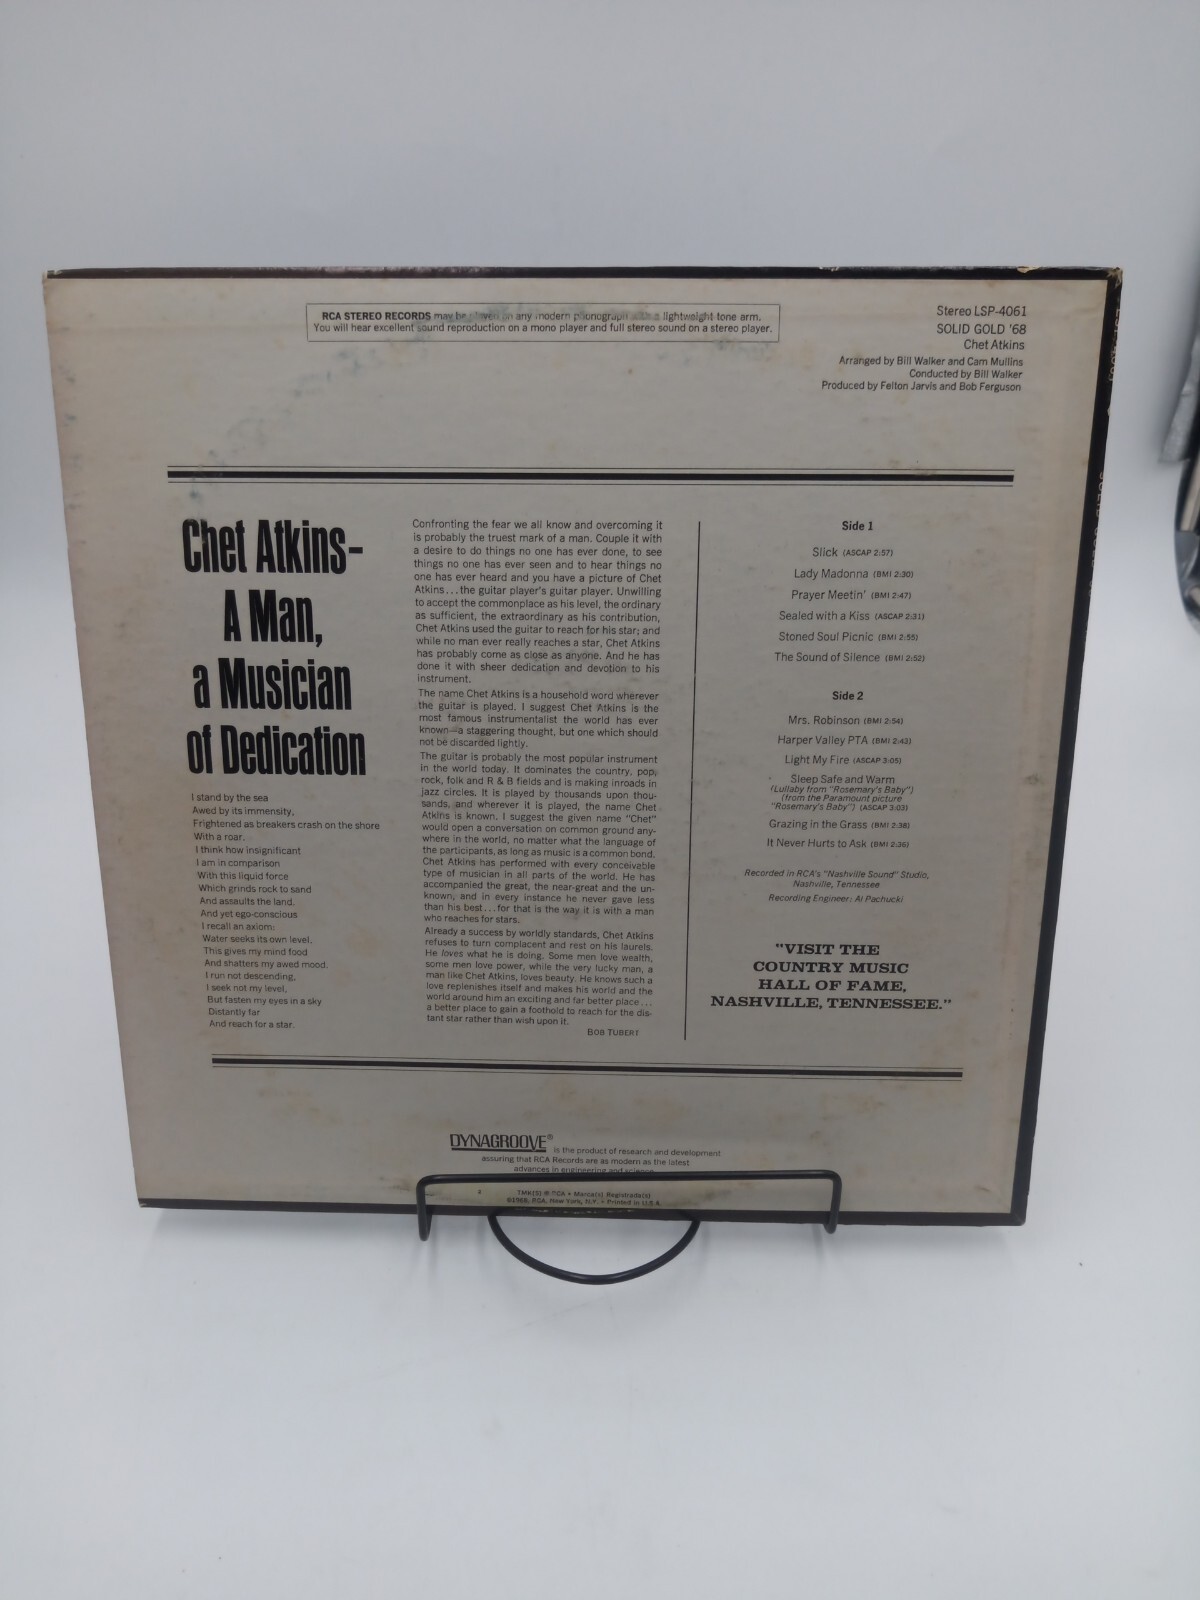 RCA STEREO RECORDS may be played on any modern phonograph with a lightweight tone arm.
You will hear excellent sound reproduction on a mono player and full stereo sound on a stereo player.
Stereo LSP-4061
SOLID GOLD '68
Chet Atkins
Arranged by Bill Walker and Cam Mullins
Conducted by Bill Walker
Produced by Felton Jarvis and Bob Ferguson
Chet Atkins–
A Man,
a Musician
of Dedication
I stand by the sea
Awed by its immensity,
Frightened as breakers crash on the shore
With a roar.
I think how insignificant
I am in comparison
With this liquid force
Which grinds rock to sand
And assaults the land.
And yet ego-conscious
I recall an axiom:
Water seeks its own level.
This gives my mind food
And shatters my awed mood.
I run not descending,
I seek not my level,
But fasten my eyes in a sky
Distantly far
And reach for a star.
Confronting the fear we all know and overcoming it
is probably the truest mark of a man. Couple it with
a desire to do things no one has ever done, to see
things no one has ever seen and to hear things no
one has ever heard and you have a picture of Chet
Atkins...the guitar player's guitar player. Unwilling
to accept the commonplace as his level, the ordinary
as sufficient, the extraordinary as his contribution,
Chet Atkins used the guitar to reach for his star; and
while no man ever really reaches a star, Chet Atkins
has probably come as close as anyone. And he has
done it with sheer dedication and devotion to his
instrument.
The name Chet Atkins is a household word wherever
the guitar is played. I suggest Chet Atkins is the
most famous instrumentalist the world has ever
known—a staggering thought, but one which should
not be discarded lightly.
The guitar is probably the most popular instrument
in the world today. It dominates the country, pop,
rock, folk and R & B fields and is making inroads in
jazz circles. It is played by thousands upon thou-
sands, and wherever it is played, the name Chet
Atkins is known. I suggest the given name "Chet"
would open a conversation on common ground any-
where in the world, no matter what the language of
the participants, as long as music is a common bond.
Chet Atkins has performed with every conceivable
type of musician in all parts of the world. He has
accompanied the great, the near-great and the un-
known, and in every instance he never gave less
than his best...for that is the way it is with a man
who reaches for stars.
Already a success by worldly standards, Chet Atkins
refuses to turn complacent and rest on his laurels.
He loves what he is doing. Some men love wealth,
some men love power, while the very lucky man, a
man like Chet Atkins, loves beauty. He knows such a
love replenishes itself and makes his world and the
world around him an exciting and far better place...
a better place to gain a foothold to reach for the dis-
tant star rather than wish upon it.
BOB TUBERT
Side 1
Slick (ASCAP 2:57)
Lady Madonna (BMI 2:30)
Prayer Meetin' (BMI 2:47)
Sealed with a Kiss (ASCAP 2:31)
Stoned Soul Picnic (BMI 2:55)
The Sound of Silence (BMI 2:52)
Side 2
Mrs. Robinson (BMI 2:54)
Harper Valley PTA (BMI 2:43)
Light My Fire (ASCAP 3:05)
Sleep Safe and Warm
(Lullaby from "Rosemary's Baby")
(from the Paramount picture
"Rosemary's Baby") (ASCAP 3:03)
Grazing in the Grass (BMI 2:38)
It Never Hurts to Ask (BMI 2:36)
Recorded in RCA's "Nashville Sound" Studio,
Nashville, Tennessee
Recording Engineer: Al Pachucki
"VISIT THE
COUNTRY MUSIC
HALL OF FAME,
NASHVILLE, TENNESSEE."
DYNAGROOVE® is the product of research and development
assuring that RCA Records are as modern as the latest
advances in engineering and science.
2
TMK(S) ® RCA • Marca(s) Registrada(s)
©1968, RCA, New York, N.Y. • Printed in U.S.A.